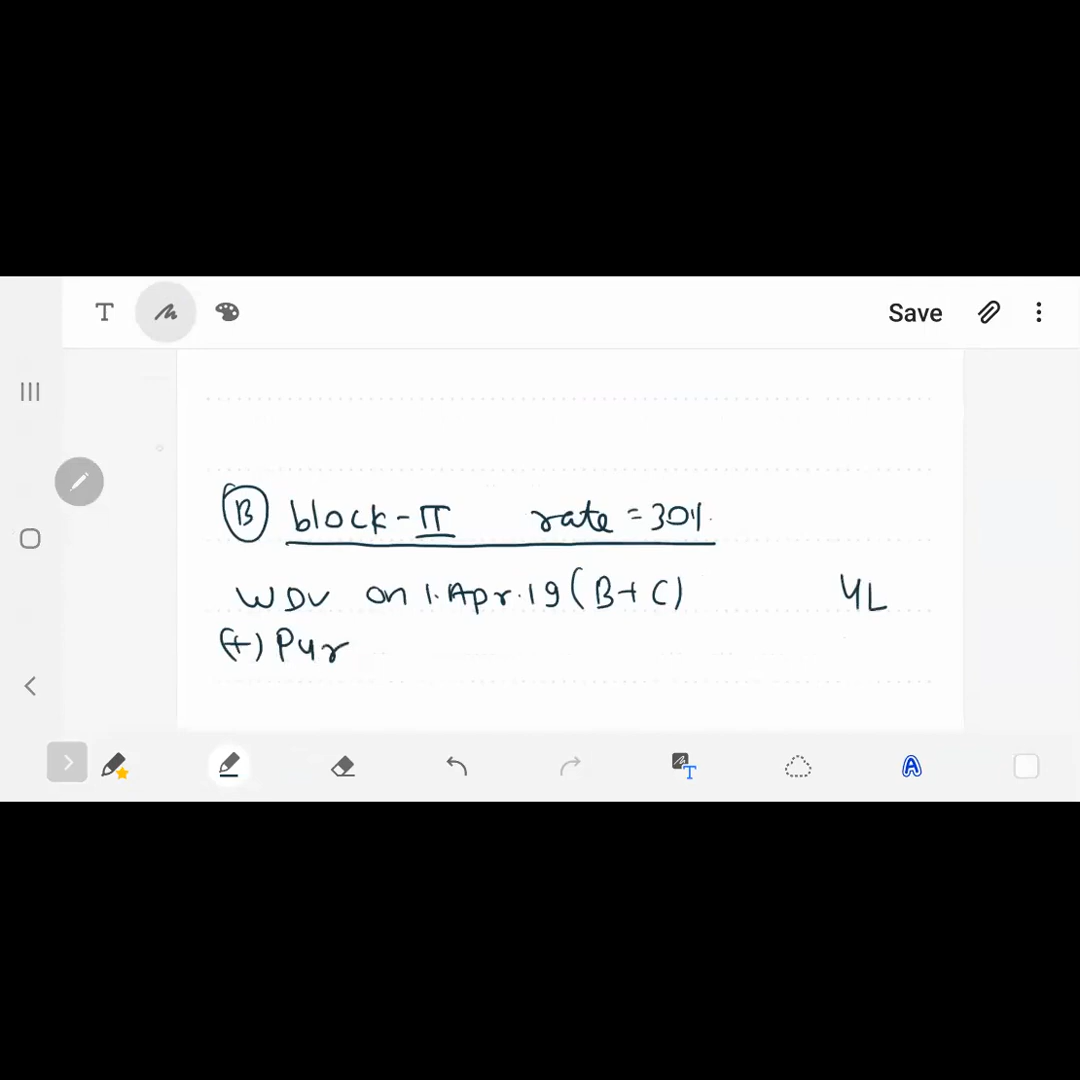 T Save
B block-II rate = 30%.
WDV on 1.Apr.19 (B+C) 4L
(+) Pur
T
A